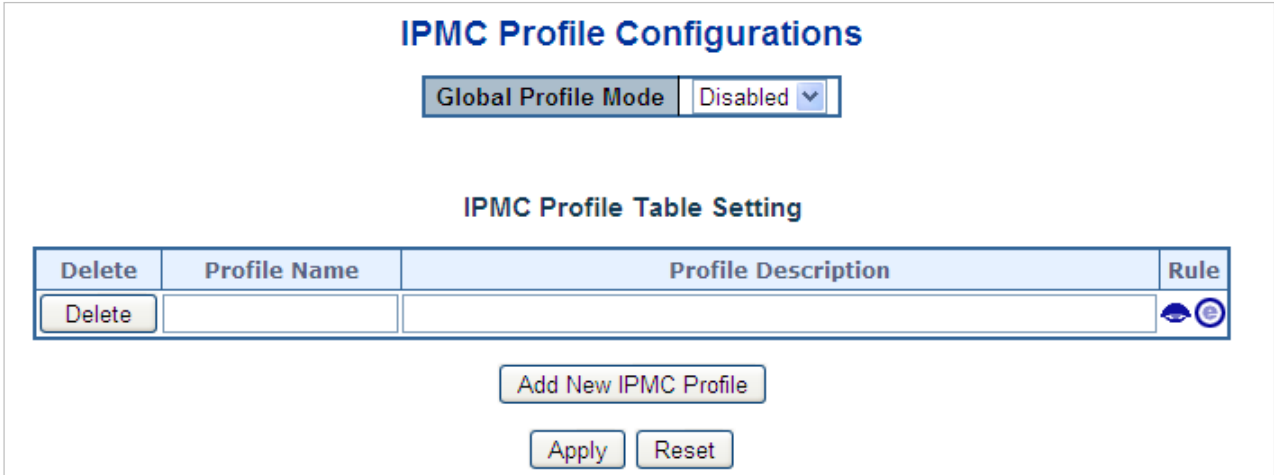 IPMC Profile Configurations
Global Profile Mode Disabled
IPMC Profile Table Setting
Delete Profile Name Profile Description Rule
Delete e
Add New IPMC Profile
Apply Reset